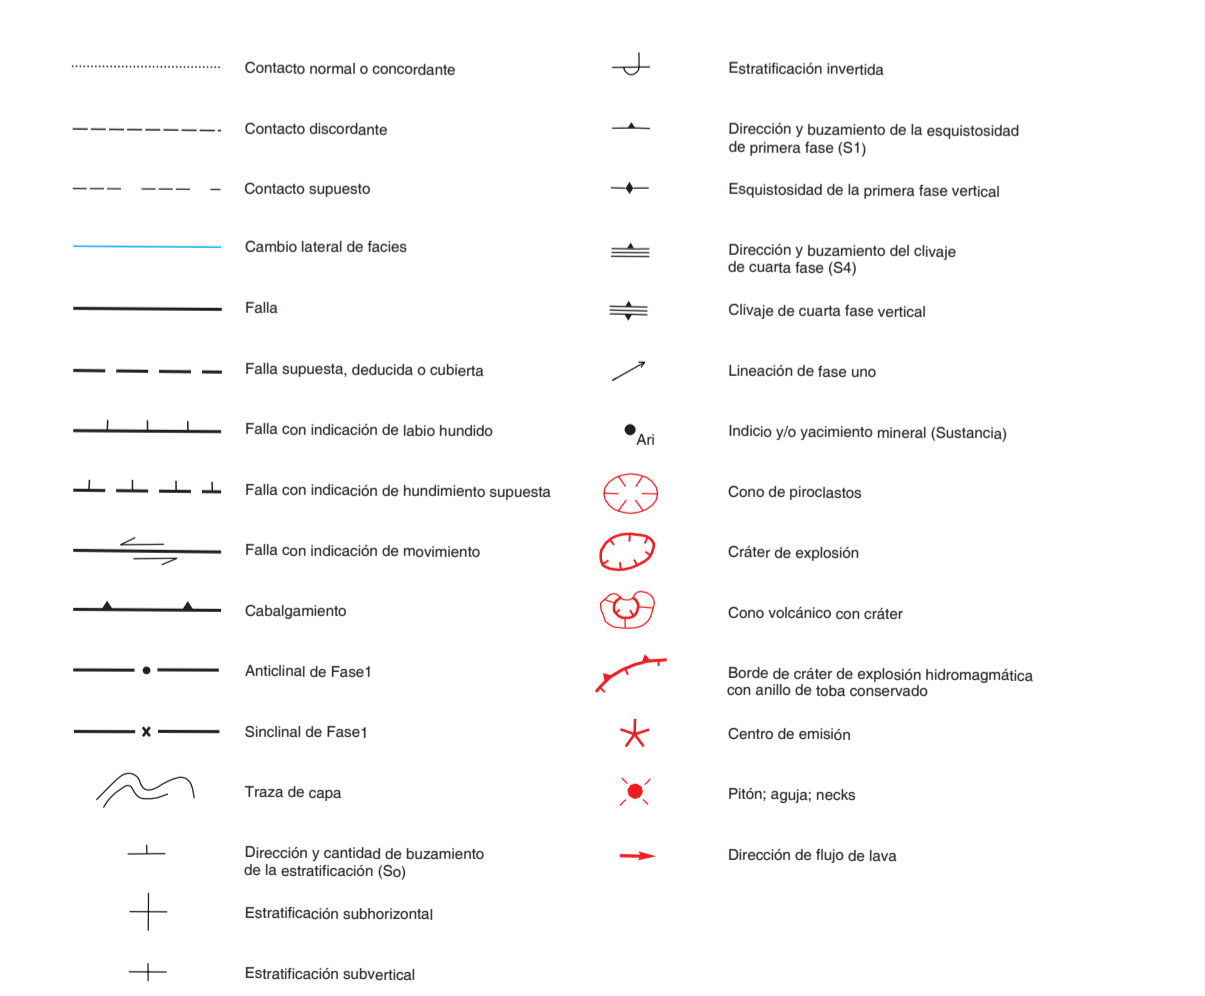 Contacto normal o concordante
Contacto discordante
Contacto supuesto
Cambio lateral de facies
Falla
Falla supuesta, deducida o cubierta
Falla con indicación de labio hundido
Falla con indicación de hundimiento supuesta
Falla con indicación de movimiento
Cabalgamiento
Anticlinal de Fase1
Sinclinal de Fase1
Traza de capa
Dirección y cantidad de buzamiento
de la estratificación (So)
Estratificación subhorizontal
Estratificación subvertical
Estratificación invertida
Dirección y buzamiento de la esquistosidad
de primera fase (S1)
Esquistosidad de la primera fase vertical
Dirección y buzamiento del clivaje
de cuarta fase (S4)
Clivaje de cuarta fase vertical
Lineación de fase uno
Ari
Indicio y/o yacimiento mineral (Sustancia)
Cono de piroclastos
Cráter de explosión
Cono volcánico con cráter
Borde de cráter de explosión hidromagmática
con anillo de toba conservado
Centro de emisión
Pitón; aguja; necks
Dirección de flujo de lava